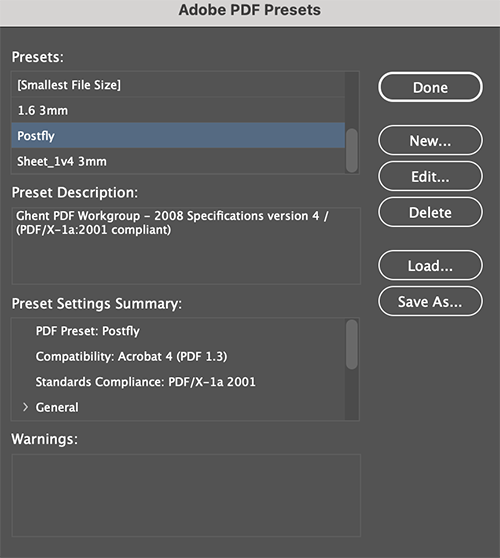 Adobe PDF Presets
Presets:
[Smallest File Size]
1.6 3mm
Postfly
Sheet_1v4 3mm
Done
New...
Edit...
Delete
Load...
Save As...
Preset Description:
Ghent PDF Workgroup – 2008 Specifications version 4 /
(PDF/X-1a:2001 compliant)
Preset Settings Summary:
PDF Preset: Postfly
Compatibility: Acrobat 4 (PDF 1.3)
Standards Compliance: PDF/X-1a 2001
General
Warnings: